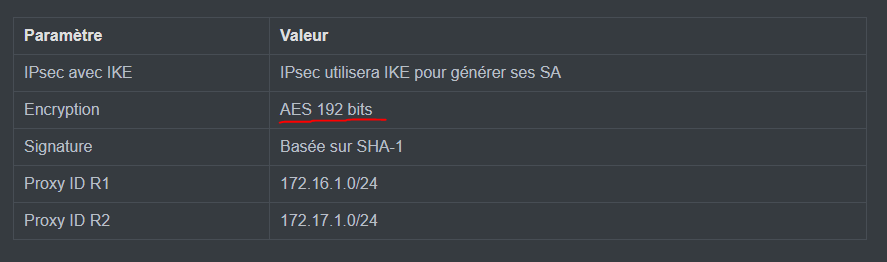 Paramètre Valeur
IPsec avec IKE IPsec utilisera IKE pour générer ses SA
Encryption AES 192 bits
Signature Basée sur SHA-1
Proxy ID R1 172.16.1.0/24
Proxy ID R2 172.17.1.0/24